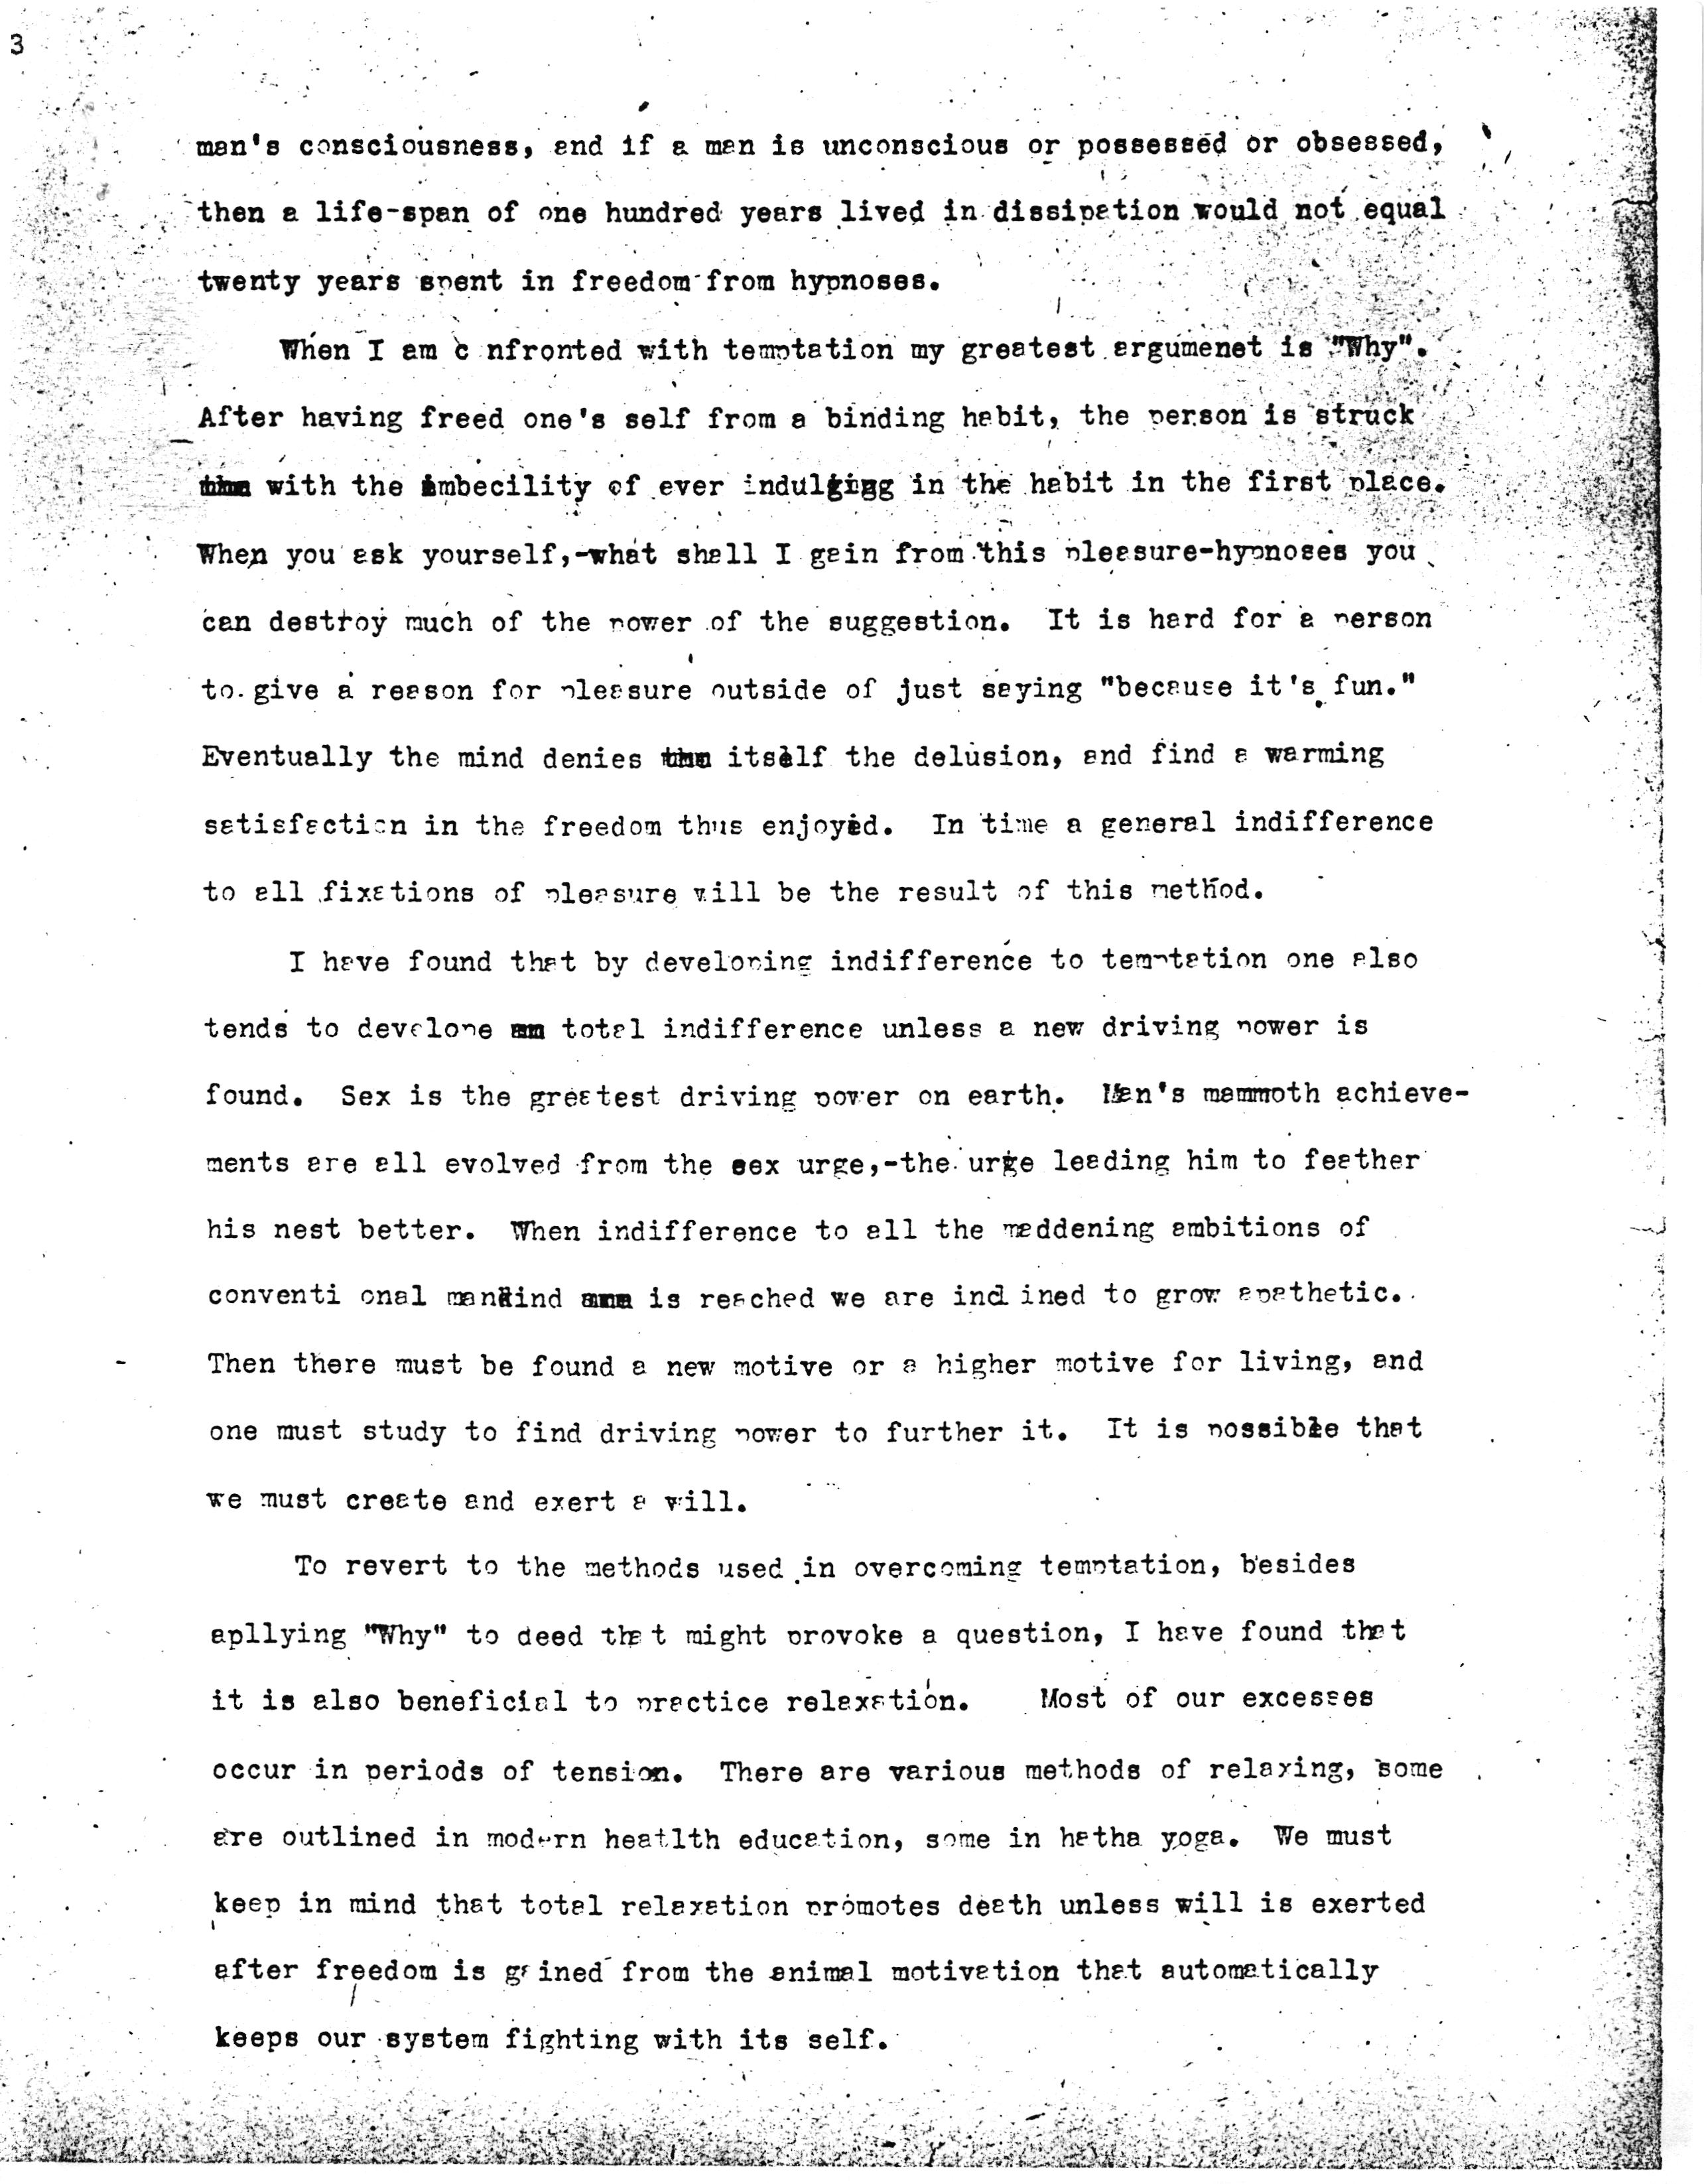 3
man's consciousness, and if a man is unconscious or possessed or obsessed,
then a life-span of one hundred years lived in dissipation would not equal
twenty years spent in freedom from hypnoses.
When I am c nfronted with temptation my greatest argumenet is "Why".
After having freed one's self from a binding habit, the person is struck
with the imbecility of ever indulging in the habit in the first place.
When you ask yourself,-what shall I gain from this pleasure-hypnoses you
can destroy much of the power of the suggestion. It is hard for a person
to give a reason for pleasure outside of just saying "because it's fun."
Eventually the mind denies itself the delusion, and find a warming
satisfaction in the freedom thus enjoyed. In time a general indifference
to all fixations of pleasure will be the result of this method.
I have found that by developing indifference to temptation one also
tends to develope total indifference unless a new driving power is
found. Sex is the greatest driving power on earth. Man's mammoth achieve-
ments are all evolved from the sex urge,-the urge leading him to feather
his nest better. When indifference to all the maddening ambitions of
conventi onal mankind is reached we are incl ined to grow apathetic.
Then there must be found a new motive or a higher motive for living, and
one must study to find driving power to further it. It is possible that
we must create and exert a will.
To revert to the methods used in overcoming temptation, besides
apllying "Why" to deed that might provoke a question, I have found that
it is also beneficial to practice relaxation. Most of our excesses
occur in periods of tension. There are various methods of relaxing, some
are outlined in modern heatlth education, some in hatha yoga. We must
keep in mind that total relaxation promotes death unless will is exerted
after freedom is gained from the animal motivation that automatically
keeps our system fighting with its self.